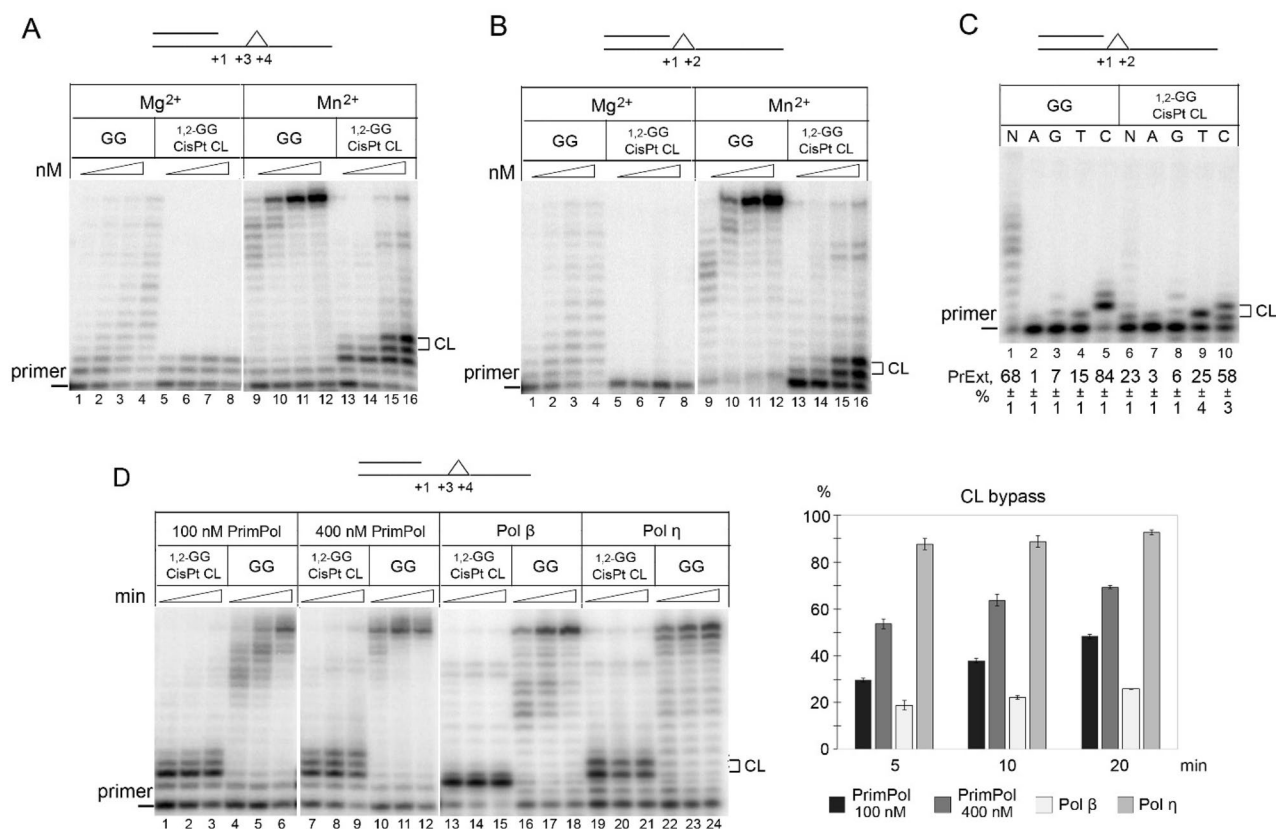 A
+1 +3 +4
Mg2+ Mn2+
GG 1,2-GG CisPt CL GG 1,2-GG CisPt CL
nM
CL
primer
1 2 3 4 5 6 7 8 9 10 11 12 13 14 15 16
B
+1 +2
Mg2+ Mn2+
GG 1,2-GG CisPt CL GG 1,2-GG CisPt CL
nM
CL
primer
1 2 3 4 5 6 7 8 9 10 11 12 13 14 15 16
C
+1 +2
GG 1,2-GG CisPt CL
N A G T C N A G T C
primer
CL
1 2 3 4 5 6 7 8 9 10
PrExt, 68 1 7 15 84 23 3 6 25 58
% ± ± ± ± ± ± ± ± ± ±
1 1 1 1 1 1 1 1 4 3
D
+1 +3 +4
100 nM PrimPol 400 nM PrimPol Pol β Pol η
1,2-GG CisPt CL GG 1,2-GG CisPt CL GG 1,2-GG CisPt CL GG 1,2-GG CisPt CL GG
min
CL
primer
1 2 3 4 5 6 7 8 9 10 11 12 13 14 15 16 17 18 19 20 21 22 23 24
% CL bypass
100
80
60
40
20
0
5 10 20 min
PrimPol 100 nM PrimPol 400 nM Pol β Pol η